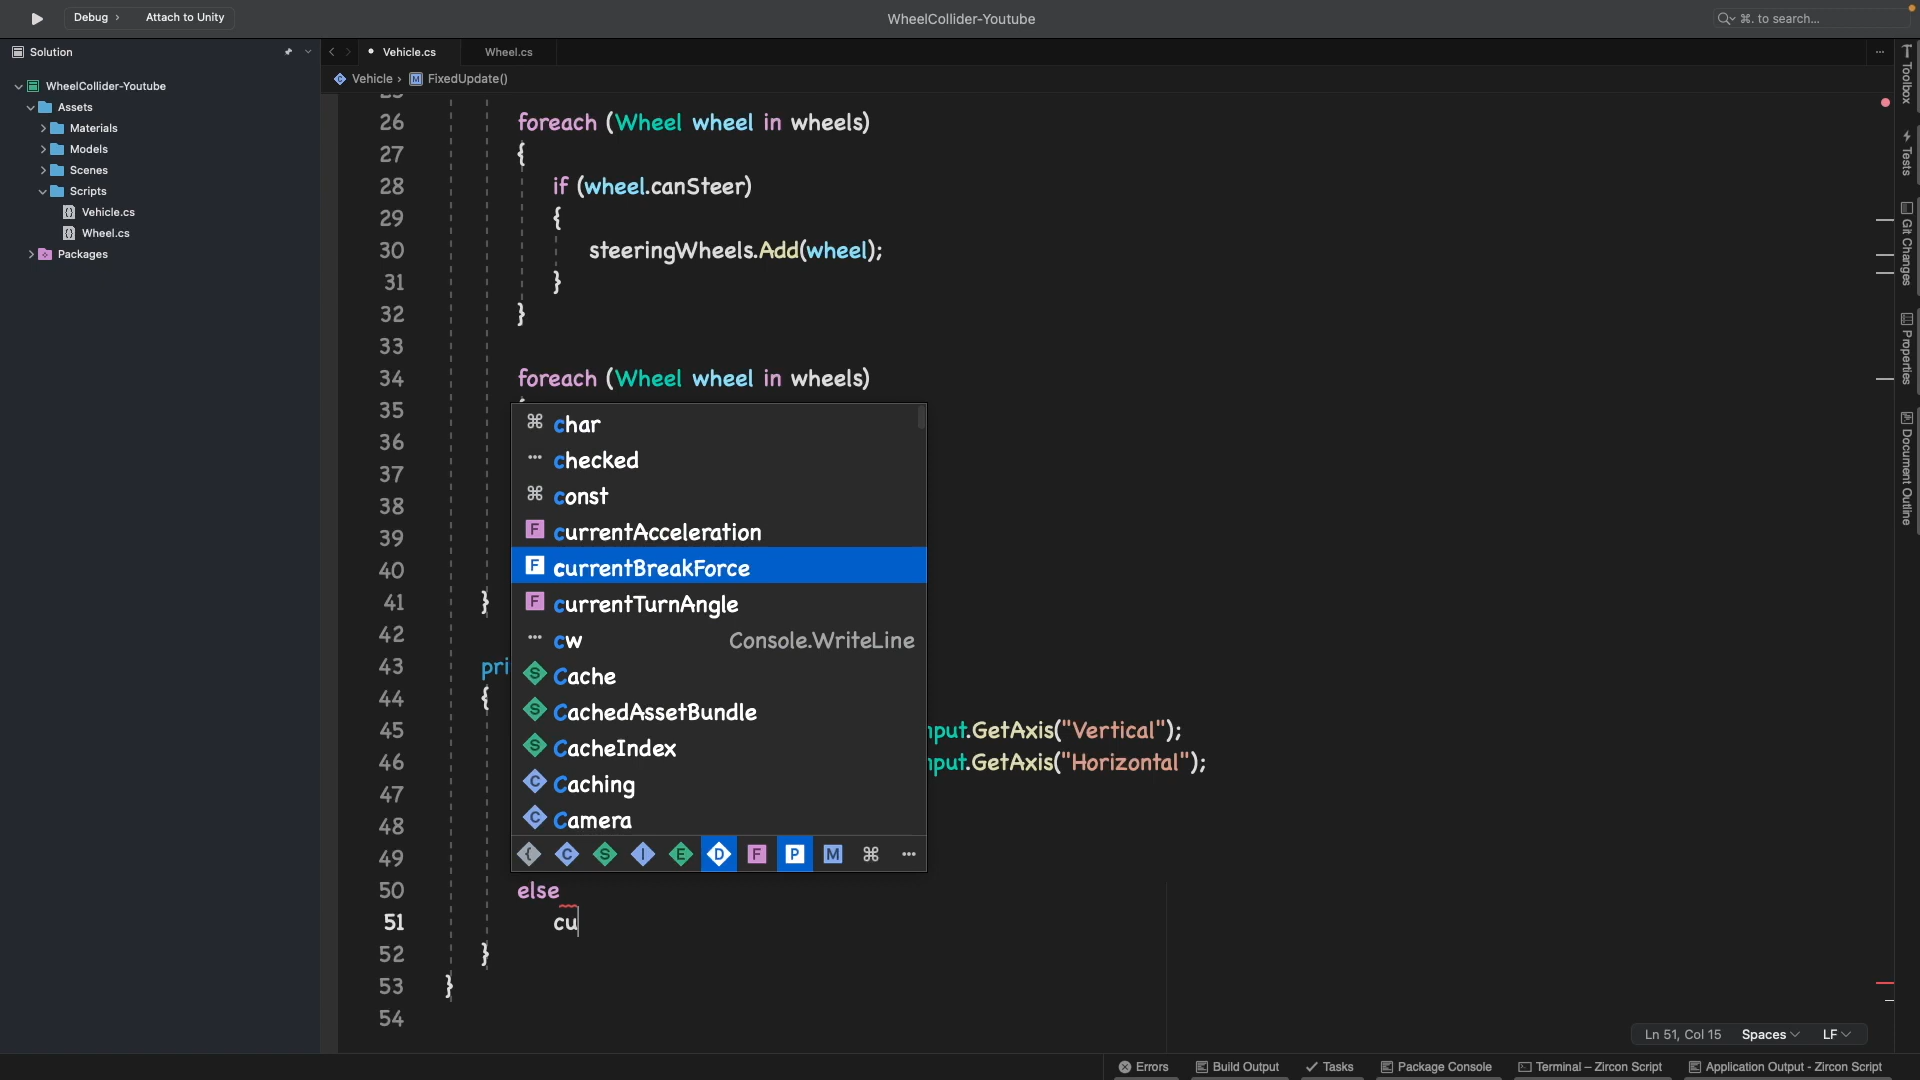 Debug
Attach to Unity
WheelCollider-Youtube
⌘. to search...
Solution
Vehicle.cs
Wheel.cs
Vehicle
FixedUpdate()
WheelCollider-Youtube
Assets
Materials
Models
Scenes
Scripts
Vehicle.cs
Wheel.cs
Packages
26 foreach (Wheel wheel in wheels)
27 {
28 if (wheel.canSteer)
29 {
30 steeringWheels.Add(wheel);
31 }
32 }
33
34 foreach (Wheel wheel in wheels)
35
36
37
38
39
40
41 }
42
43 pri
44 {
45 nput.GetAxis("Vertical");
46 nput.GetAxis("Horizontal");
47
48
49
50 else
51 cu
52 }
53 }
54
⌘ char
··· checked
⌘ const
F currentAcceleration
F currentBreakForce
F currentTurnAngle
··· cw Console.WriteLine
S Cache
S CachedAssetBundle
S CacheIndex
C Caching
C Camera
{ C S I E D F P M ⌘ ···
Toolbox
Tests
Git Changes
Properties
Document Outline
Ln 51, Col 15
Spaces
LF
Errors
Build Output
Tasks
Package Console
Terminal – Zircon Script
Application Output - Zircon Script